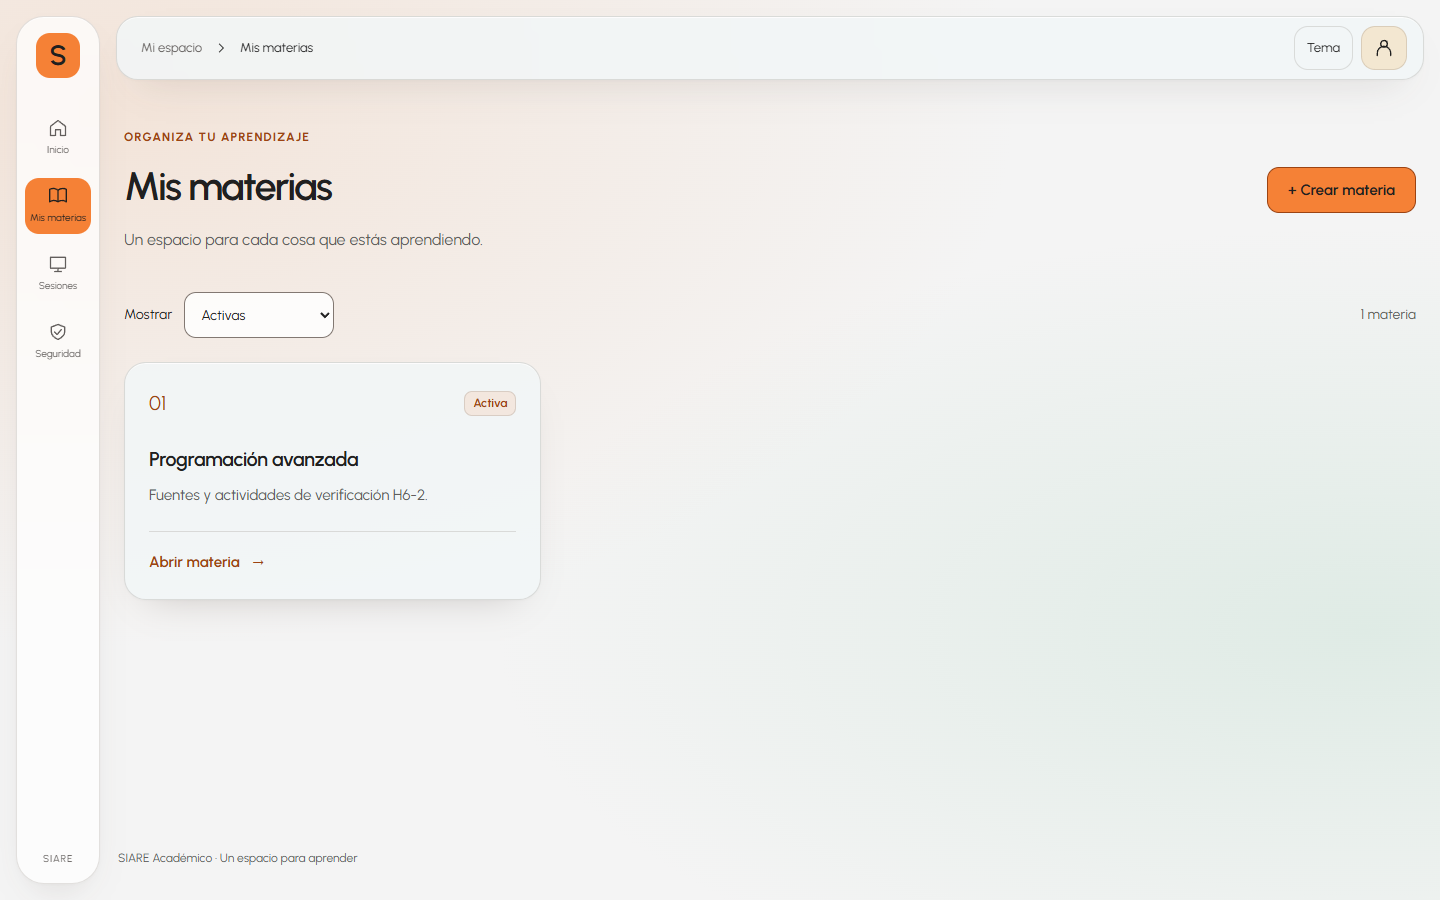 S
Mi espacio > Mis materias
Tema
Inicio
Mis materias
Sesiones
Seguridad
SIARE
ORGANIZA TU APRENDIZAJE
Mis materias
+ Crear materia
Un espacio para cada cosa que estás aprendiendo.
Mostrar Activas
1 materia
01
Activa
Programación avanzada
Fuentes y actividades de verificación H6-2.
Abrir materia →
SIARE Académico · Un espacio para aprender